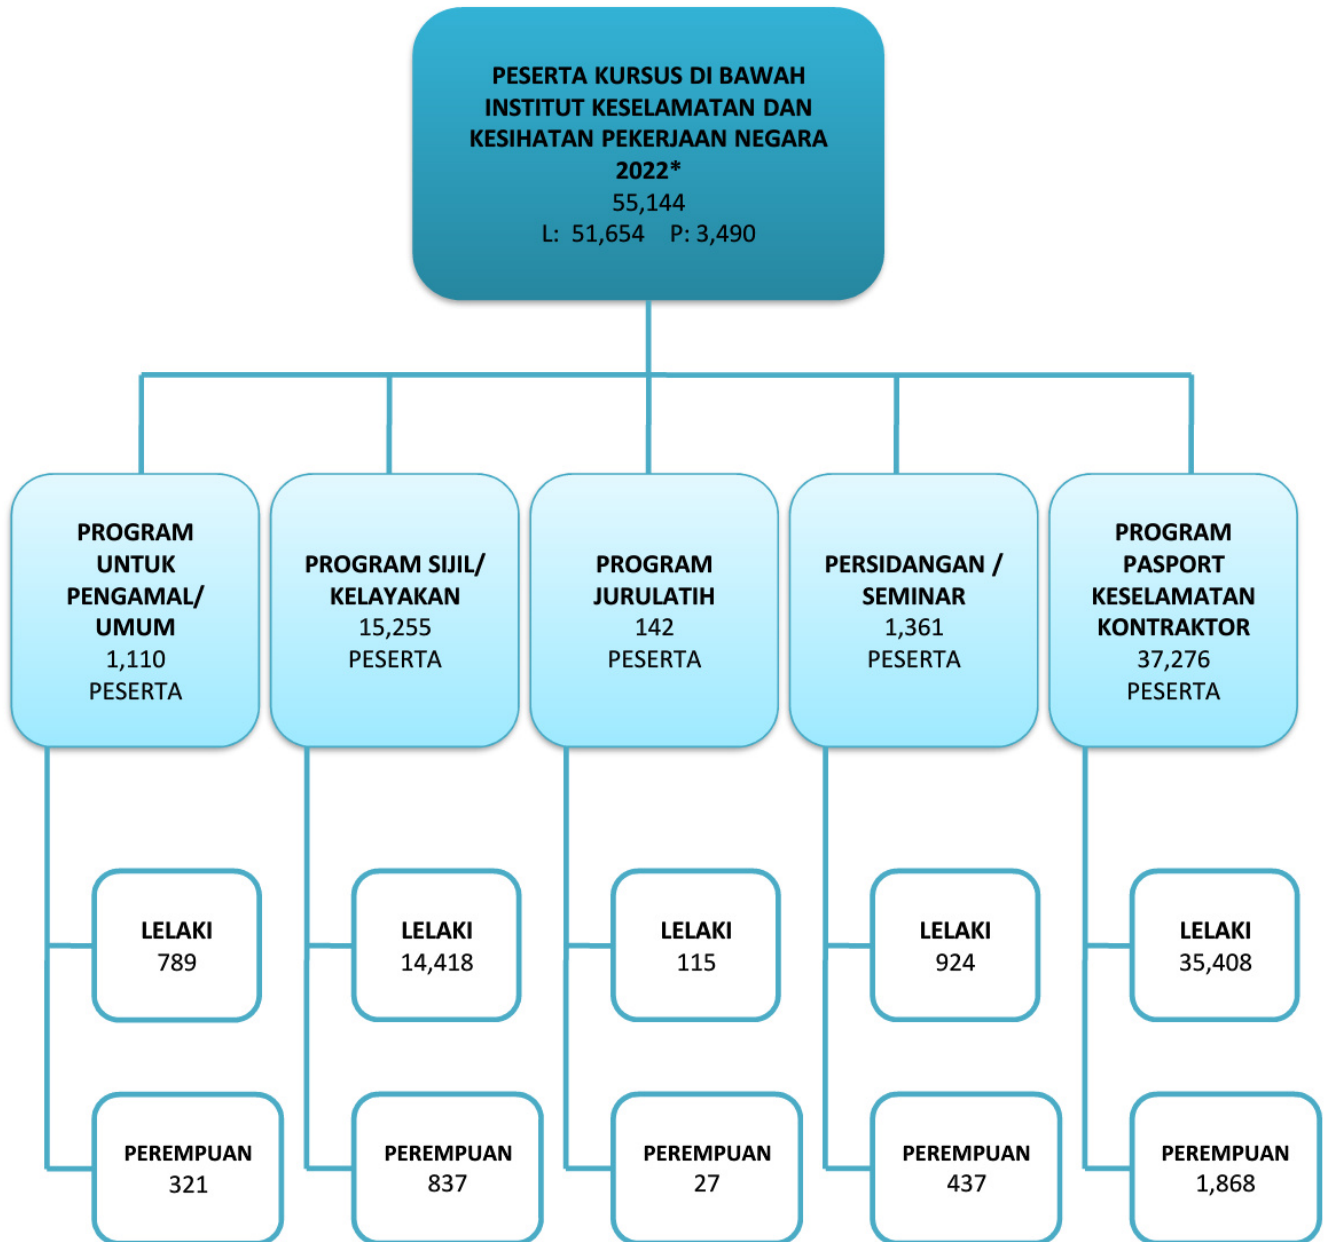 PESERTA KURSUS DI BAWAH
INSTITUT KESELAMATAN DAN
KESIHATAN PEKERJAAN NEGARA
2022*
55,144
L: 51,654 P: 3,490
PROGRAM
UNTUK
PENGAMAL/
UMUM
1,110
PESERTA
PROGRAM SIJIL/
KELAYAKAN
15,255
PESERTA
PROGRAM
JURULATIH
142
PESERTA
PERSIDANGAN /
SEMINAR
1,361
PESERTA
PROGRAM
PASPORT
KESELAMATAN
KONTRAKTOR
37,276
PESERTA
LELAKI
789
LELAKI
14,418
LELAKI
115
LELAKI
924
LELAKI
35,408
PEREMPUAN
321
PEREMPUAN
837
PEREMPUAN
27
PEREMPUAN
437
PEREMPUAN
1,868